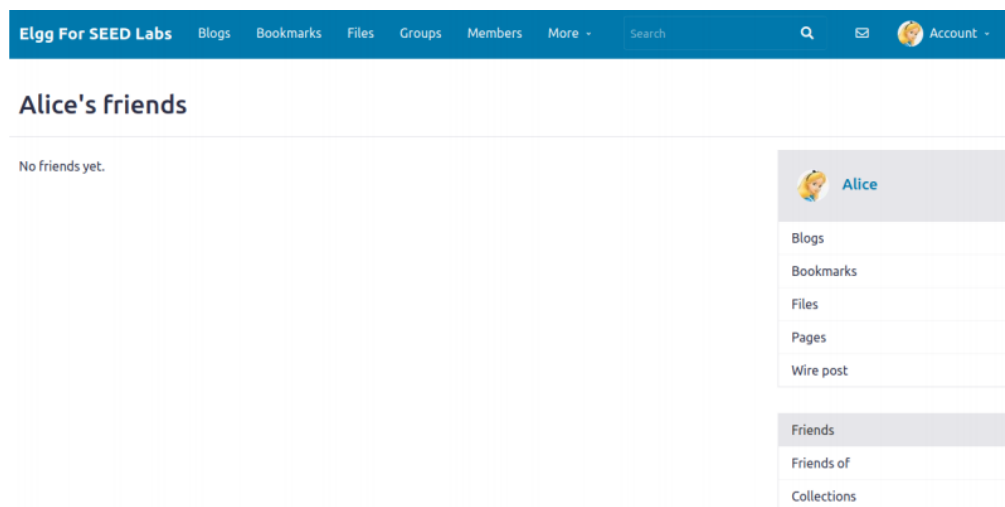 Elgg For SEED Labs Blogs Bookmarks Files Groups Members More Search Account
Alice's friends
No friends yet.
Alice
Blogs
Bookmarks
Files
Pages
Wire post
Friends
Friends of
Collections